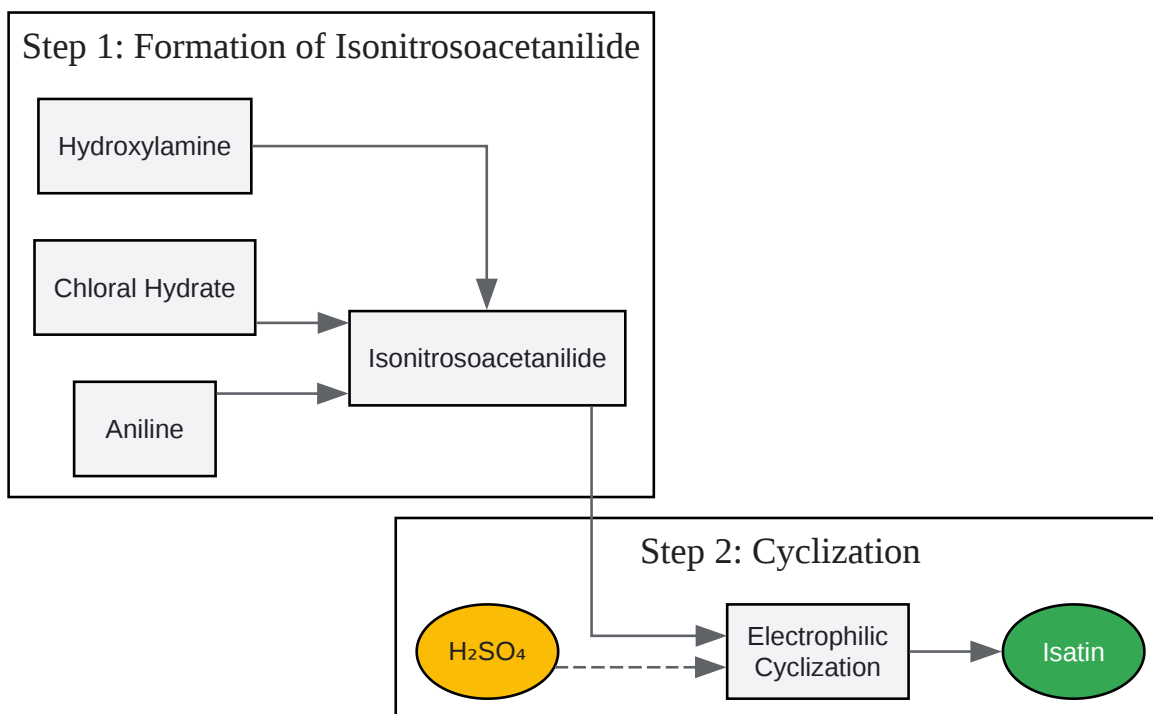 Step 1: Formation of Isonitrosoacetanilide
Hydroxylamine
Chloral Hydrate
Isonitrosoacetanilide
Aniline
Step 2: Cyclization
H₂SO₄
Electrophilic
Cyclization
Isatin